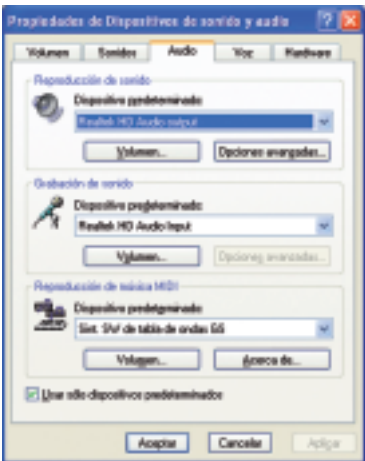 Propiedades de Dispositivos de sonido y audio
Volumen Sonidos Audio Voz Hardware
Reproducción de sonido
Dispositivo predeterminado:
Realtek HD Audio output
Volumen... Opciones avanzadas...
Grabación de sonido
Dispositivo predeterminado:
Realtek HD Audio Input
Volumen... Opciones avanzadas...
Reproducción de música MIDI
Dispositivo predeterminado:
Sint. SW de tabla de ondas GS
Volumen... Acerca de...
Usar sólo dispositivos predeterminados
Aceptar Cancelar Aplicar